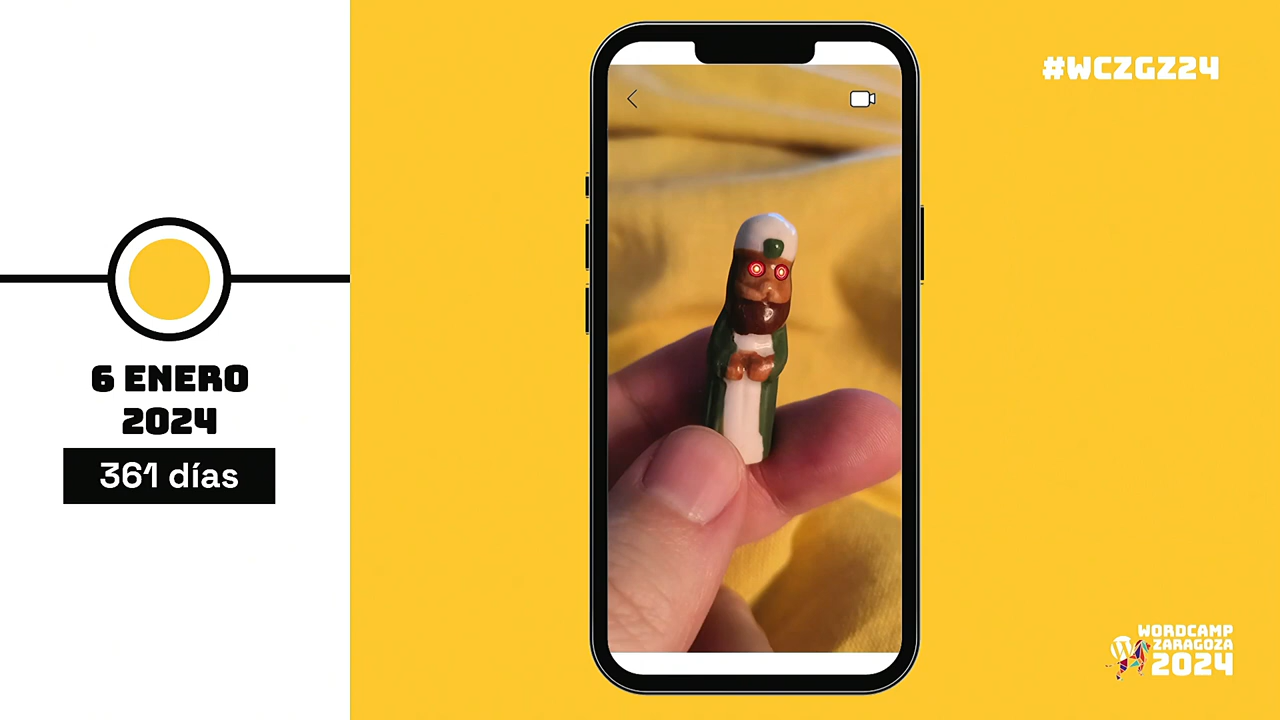 #WCZGZ24
6 ENERO
2024
361 días
WORDCAMP
ZARAGOZA
2024